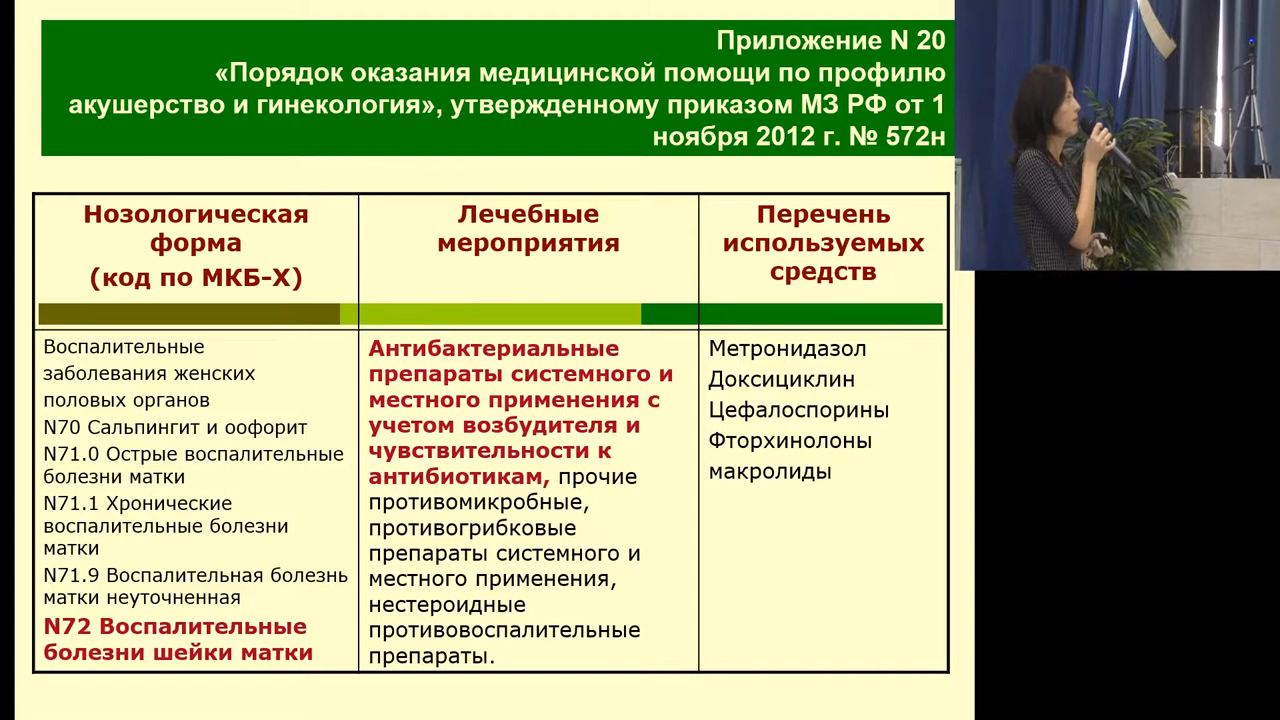 Приложение N 20
«Порядок оказания медицинской помощи по профилю
акушерство и гинекология», утвержденному приказом МЗ РФ от 1
ноября 2012 г. № 572н
Нозологическая
форма
(код по МКБ-X)
Лечебные
мероприятия
Перечень
используемых
средств
Воспалительные
заболевания женских
половых органов
N70 Сальпингит и оофорит
N71.0 Острые воспалительные
болезни матки
N71.1 Хронические
воспалительные болезни
матки
N71.9 Воспалительная болезнь
матки неуточненная
N72 Воспалительные
болезни шейки матки
Антибактериальные
препараты системного и
местного применения с
учетом возбудителя и
чувствительности к
антибиотикам, прочие
противомикробные,
противогрибковые
препараты системного и
местного применения,
нестероидные
противовоспалительные
препараты.
Метронидазол
Доксициклин
Цефалоспорины
Фторхинолоны
макролиды